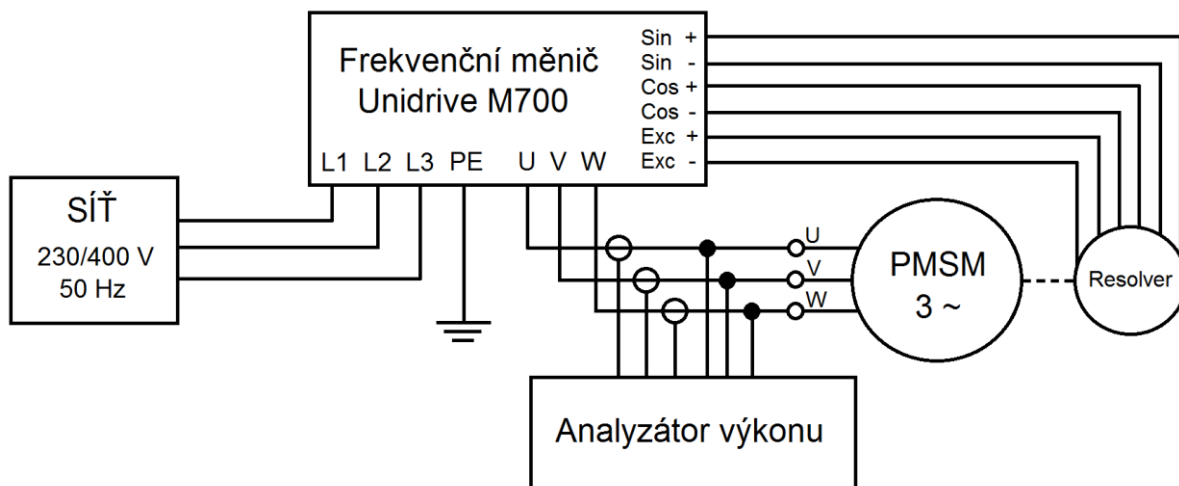 Frekvenční měnič
Unidrive M700
Sin +
Sin -
Cos +
Cos -
Exc +
Exc -
L1 L2 L3 PE U V W
SÍŤ
230/400 V
50 Hz
U
V
W
PMSM
3 ~
Resolver
Analyzátor výkonu